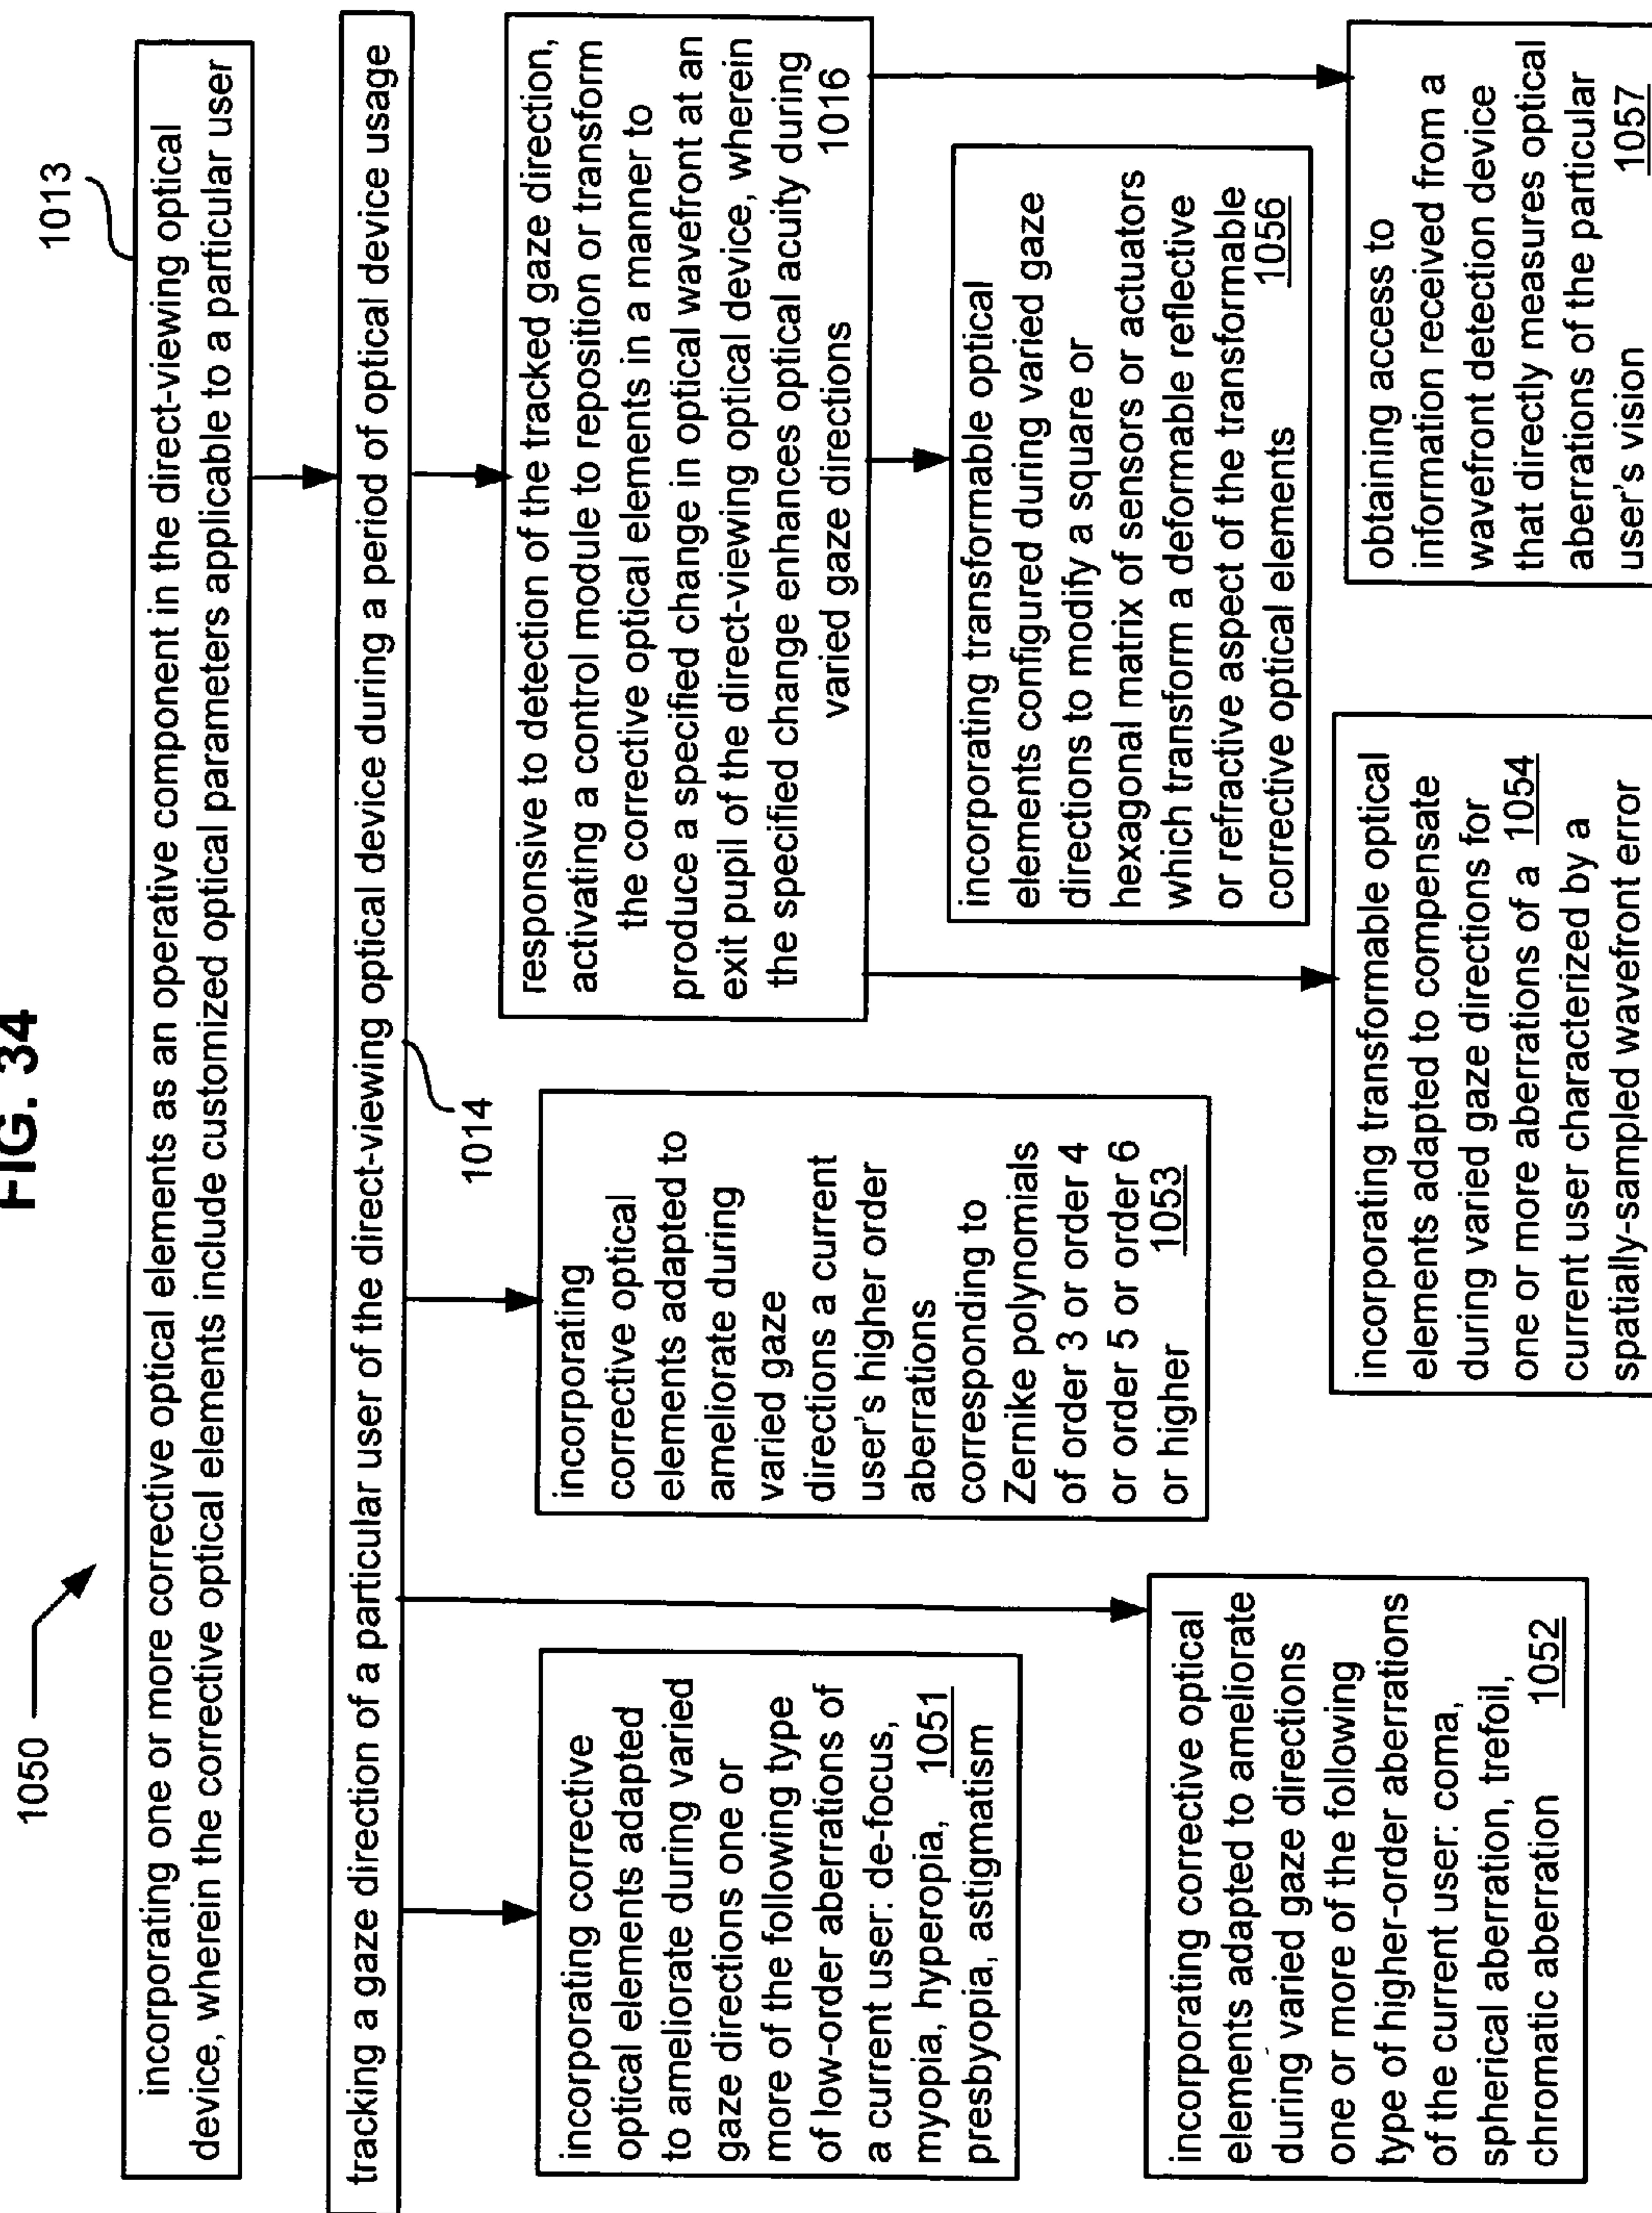 FIG. 34
1050
1013
incorporating one or more corrective optical elements as an operative component in the direct-viewing optical
device, wherein the corrective optical elements include customized optical parameters applicable to a particular user
tracking a gaze direction of a particular user of the direct-viewing optical device during a period of optical device usage
1014
incorporating corrective
optical elements adapted
to ameliorate during varied
gaze directions one or
more of the following type
of low-order aberrations of
a current user: de-focus,
myopia, hyperopia, 1051
presbyopia, astigmatism
incorporating corrective optical
elements adapted to ameliorate
during varied gaze directions
one or more of the following
type of higher-order aberrations
of the current user: coma,
spherical aberration, trefoil,
chromatic aberration 1052
incorporating
corrective optical
elements adapted to
ameliorate during
varied gaze
directions a current
user's higher order
aberrations
corresponding to
Zernike polynomials
of order 3 or order 4
or order 5 or order 6
or higher 1053
responsive to detection of the tracked gaze direction,
activating a control module to reposition or transform
the corrective optical elements in a manner to
produce a specified change in optical wavefront at an
exit pupil of the direct-viewing optical device, wherein
the specified change enhances optical acuity during
varied gaze directions 1016
incorporating transformable optical
elements adapted to compensate
during varied gaze directions for
one or more aberrations of a 1054
current user characterized by a
spatially-sampled wavefront error
incorporating transformable optical
elements configured during varied gaze
directions to modify a square or
hexagonal matrix of sensors or actuators
which transform a deformable reflective
or refractive aspect of the transformable
corrective optical elements 1056
obtaining access to
information received from a
wavefront detection device
that directly measures optical
aberrations of the particular
user's vision 1057